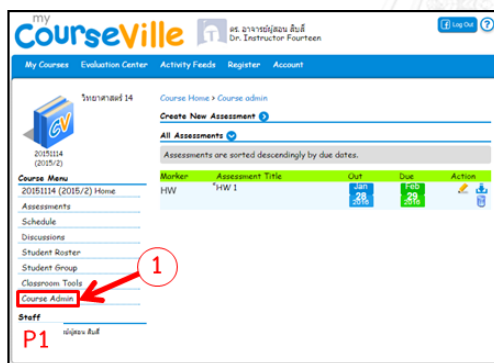 my
CourseVille
ดร. อาจารย์ผู้สอน สิบสี่
Dr. Instructor Fourteen
Log Out ?
My Courses Evaluation Center Activity Feeds Register Account
วิทยาศาสตร์ 14
CV
20151114
(2015/2)
Course Home > Course admin
Create New Assessment
All Assessments
Assessments are sorted descendingly by due dates.
Marker Assessment Title Out Due Action
HW *HW 1 Jan 28 2016 Feb 29 2016
Course Menu
20151114 (2015/2) Home
Assessments
Schedule
Discussions
Student Roster
Student Group
Classroom Tools
Course Admin
1
Staff
P1